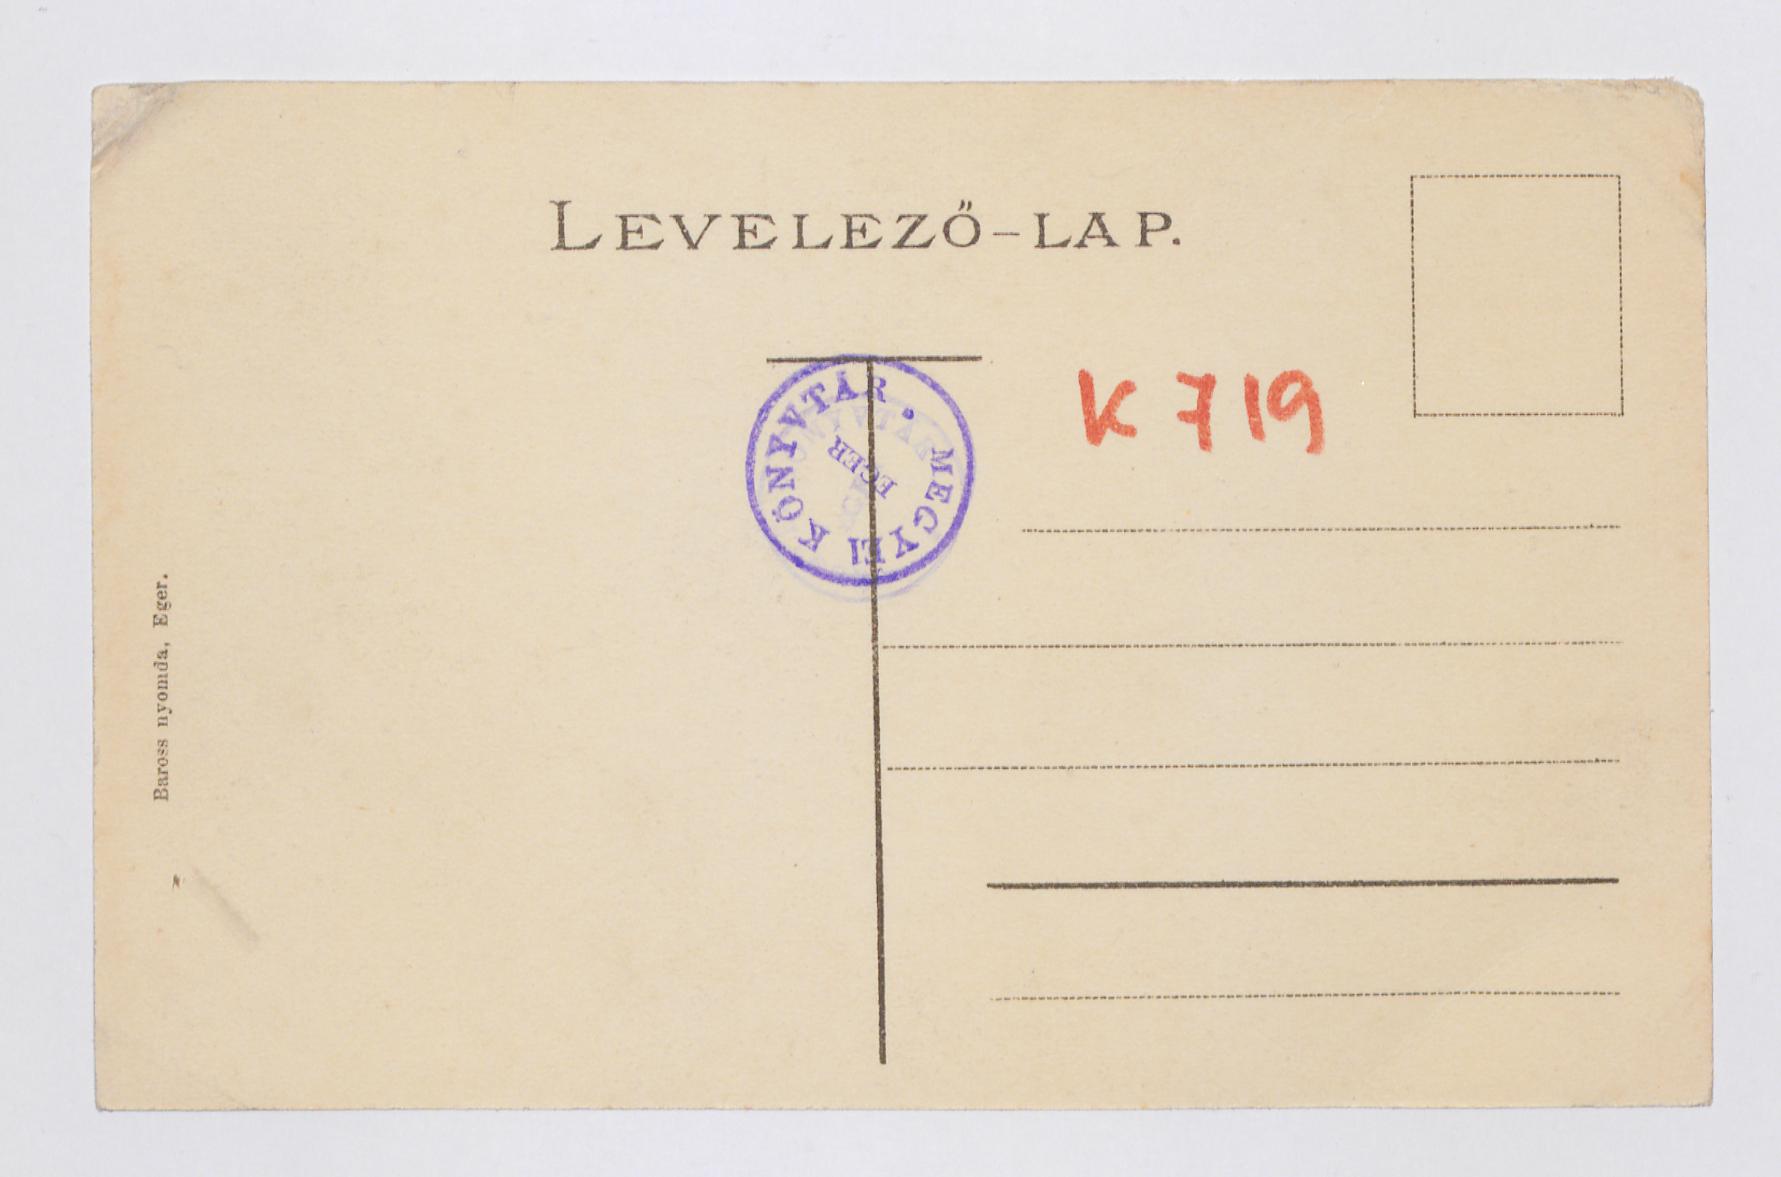 LEVELEZŐ-LAP.
MEGYEI KÖNYVTÁR •
EGER
K 719
Baross nyomda, Eger.